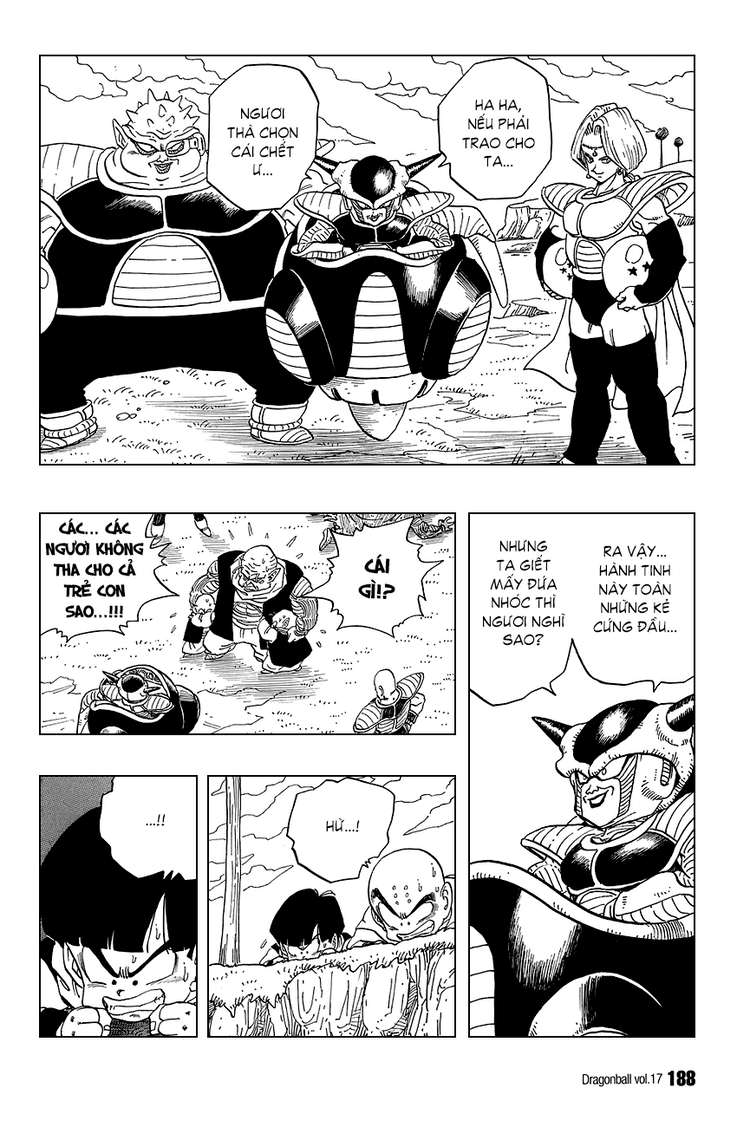 HA HA,
NẾU PHẢI
TRAO CHO
TA...
NGƯƠI
THÀ CHỌN
CÁI CHẾT
Ư...
RA VẬY...
HÀNH TINH
NÀY TOÀN
NHỮNG KẺ
CỨNG ĐẦU...
NHƯNG
TA GIẾT
MẤY ĐỨA
NHÓC THÌ
NGƯƠI NGHĨ
SAO?
CÁI
GÌ!?
CÁC... CÁC
NGƯƠI KHÔNG
THA CHO CẢ
TRẺ CON
SAO...!!!
HỪ...!
...!!
Dragonball vol.17 188